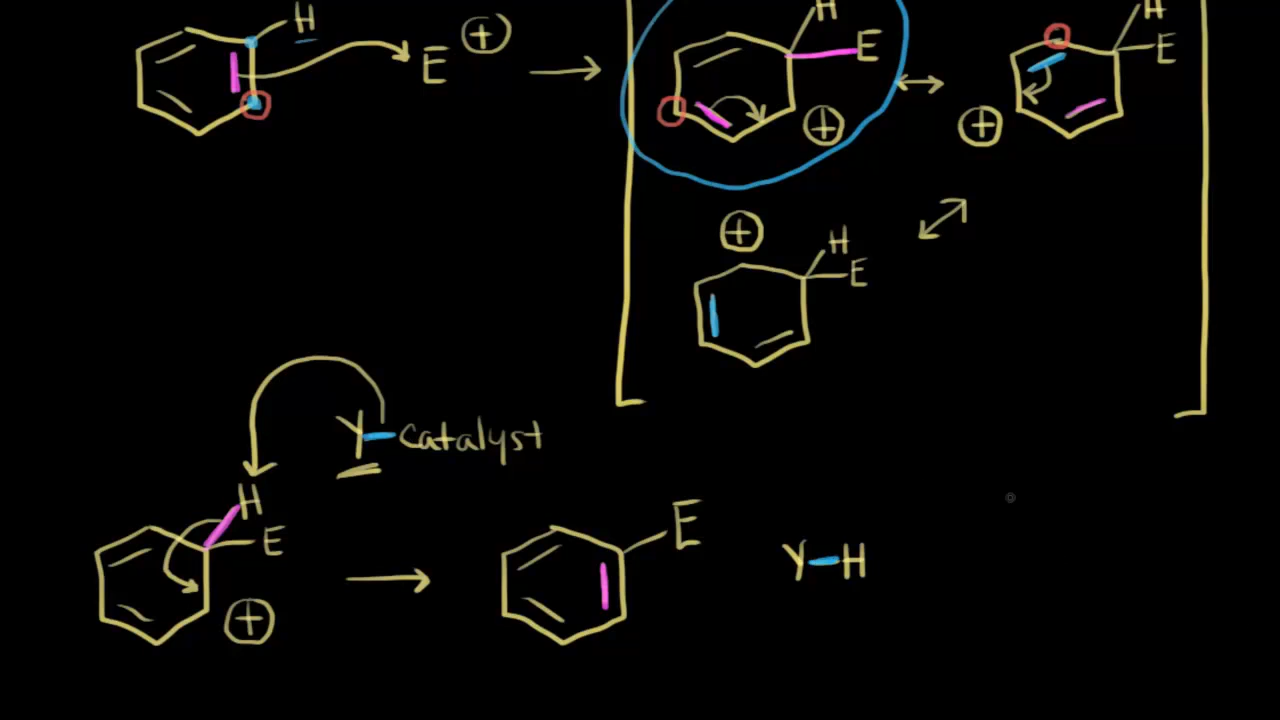 H E + H E H E
+ +
+ H E
Y - catalyst
H E E Y - H
+